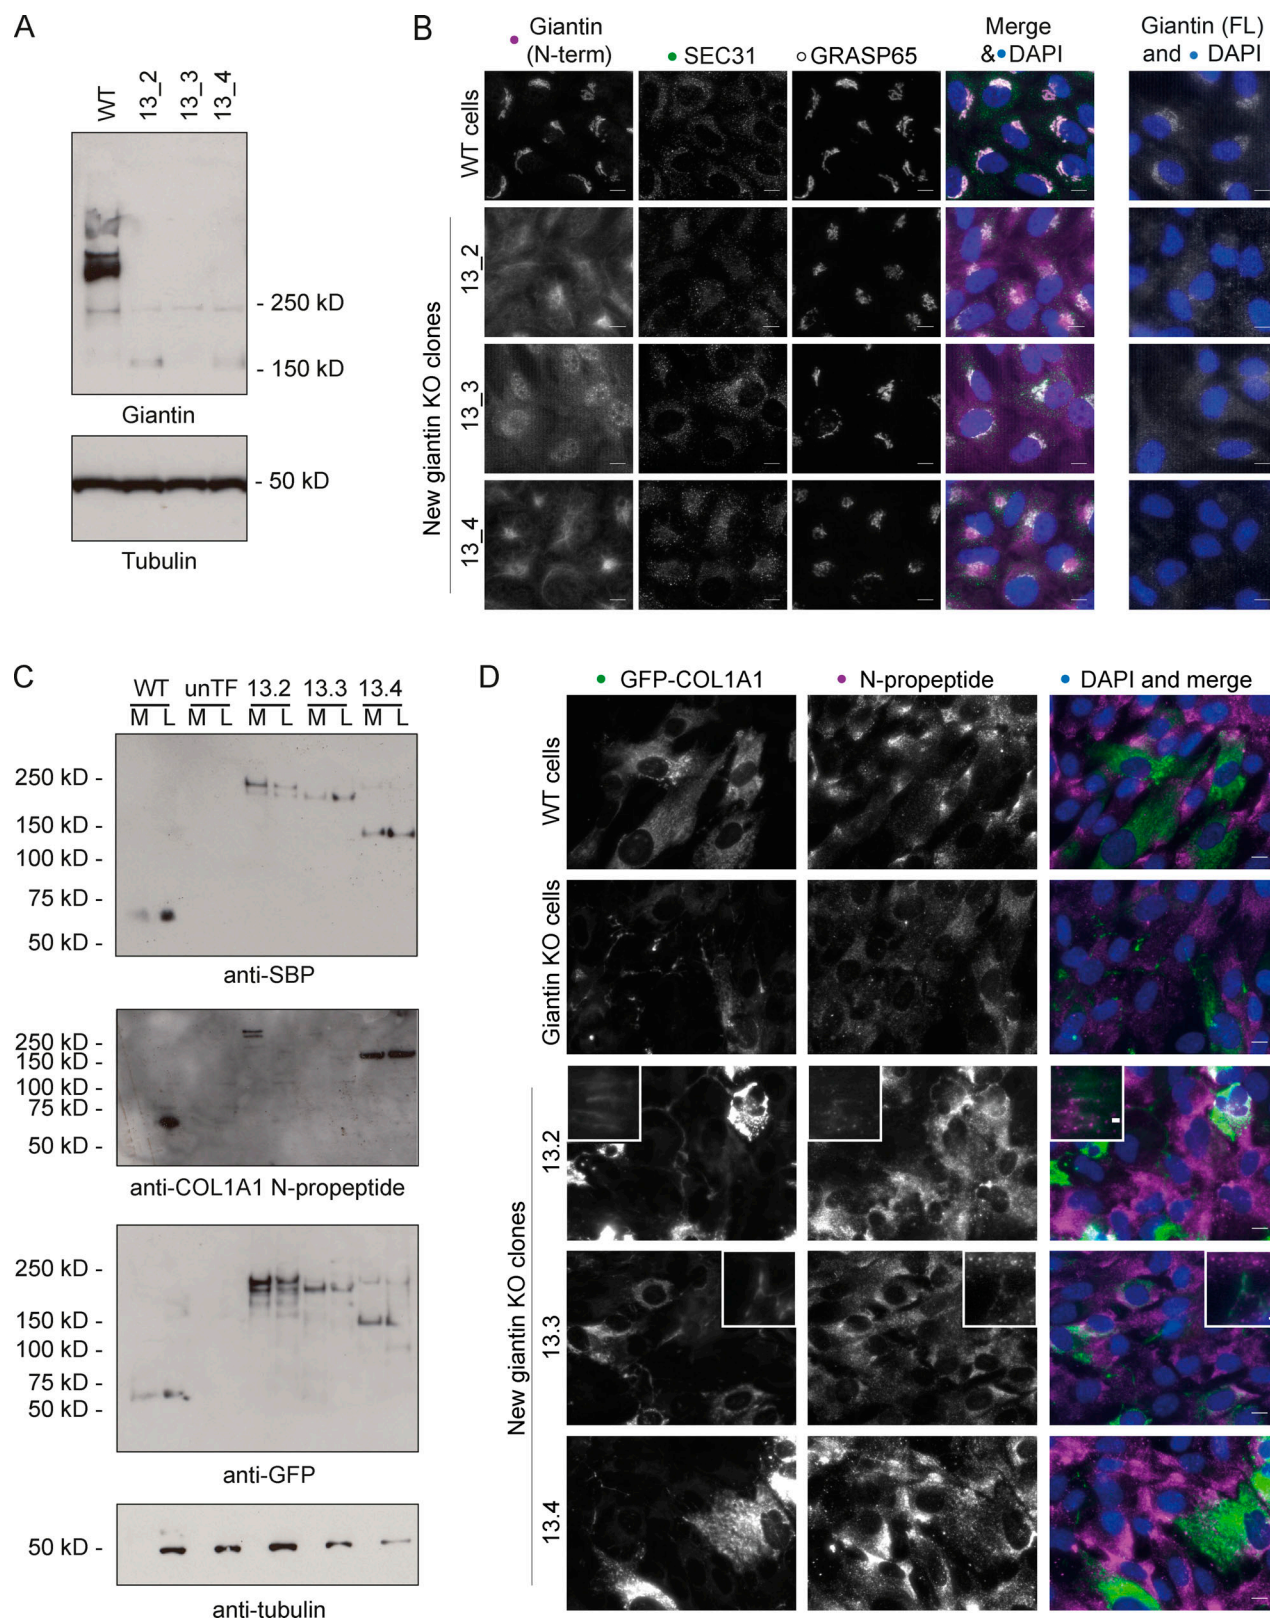 A
WT
13_2
13_3
13_4
- 250 kD
- 150 kD
Giantin
- 50 kD
Tubulin
B
Giantin
(N-term)
SEC31
GRASP65
Merge
& DAPI
Giantin (FL)
and DAPI
WT cells
New giantin KO clones
13_2
13_3
13_4
C
WT unTF 13.2 13.3 13.4
M L M L M L M L M L
250 kD -
150 kD -
100 kD -
75 kD -
50 kD -
anti-SBP
250 kD -
150 kD -
100 kD -
75 kD -
50 kD -
anti-COL1A1 N-propeptide
250 kD -
150 kD -
100 kD -
75 kD -
50 kD -
anti-GFP
50 kD -
anti-tubulin
D
GFP-COL1A1
N-propeptide
DAPI and merge
WT cells
Giantin KO cells
New giantin KO clones
13.2
13.3
13.4